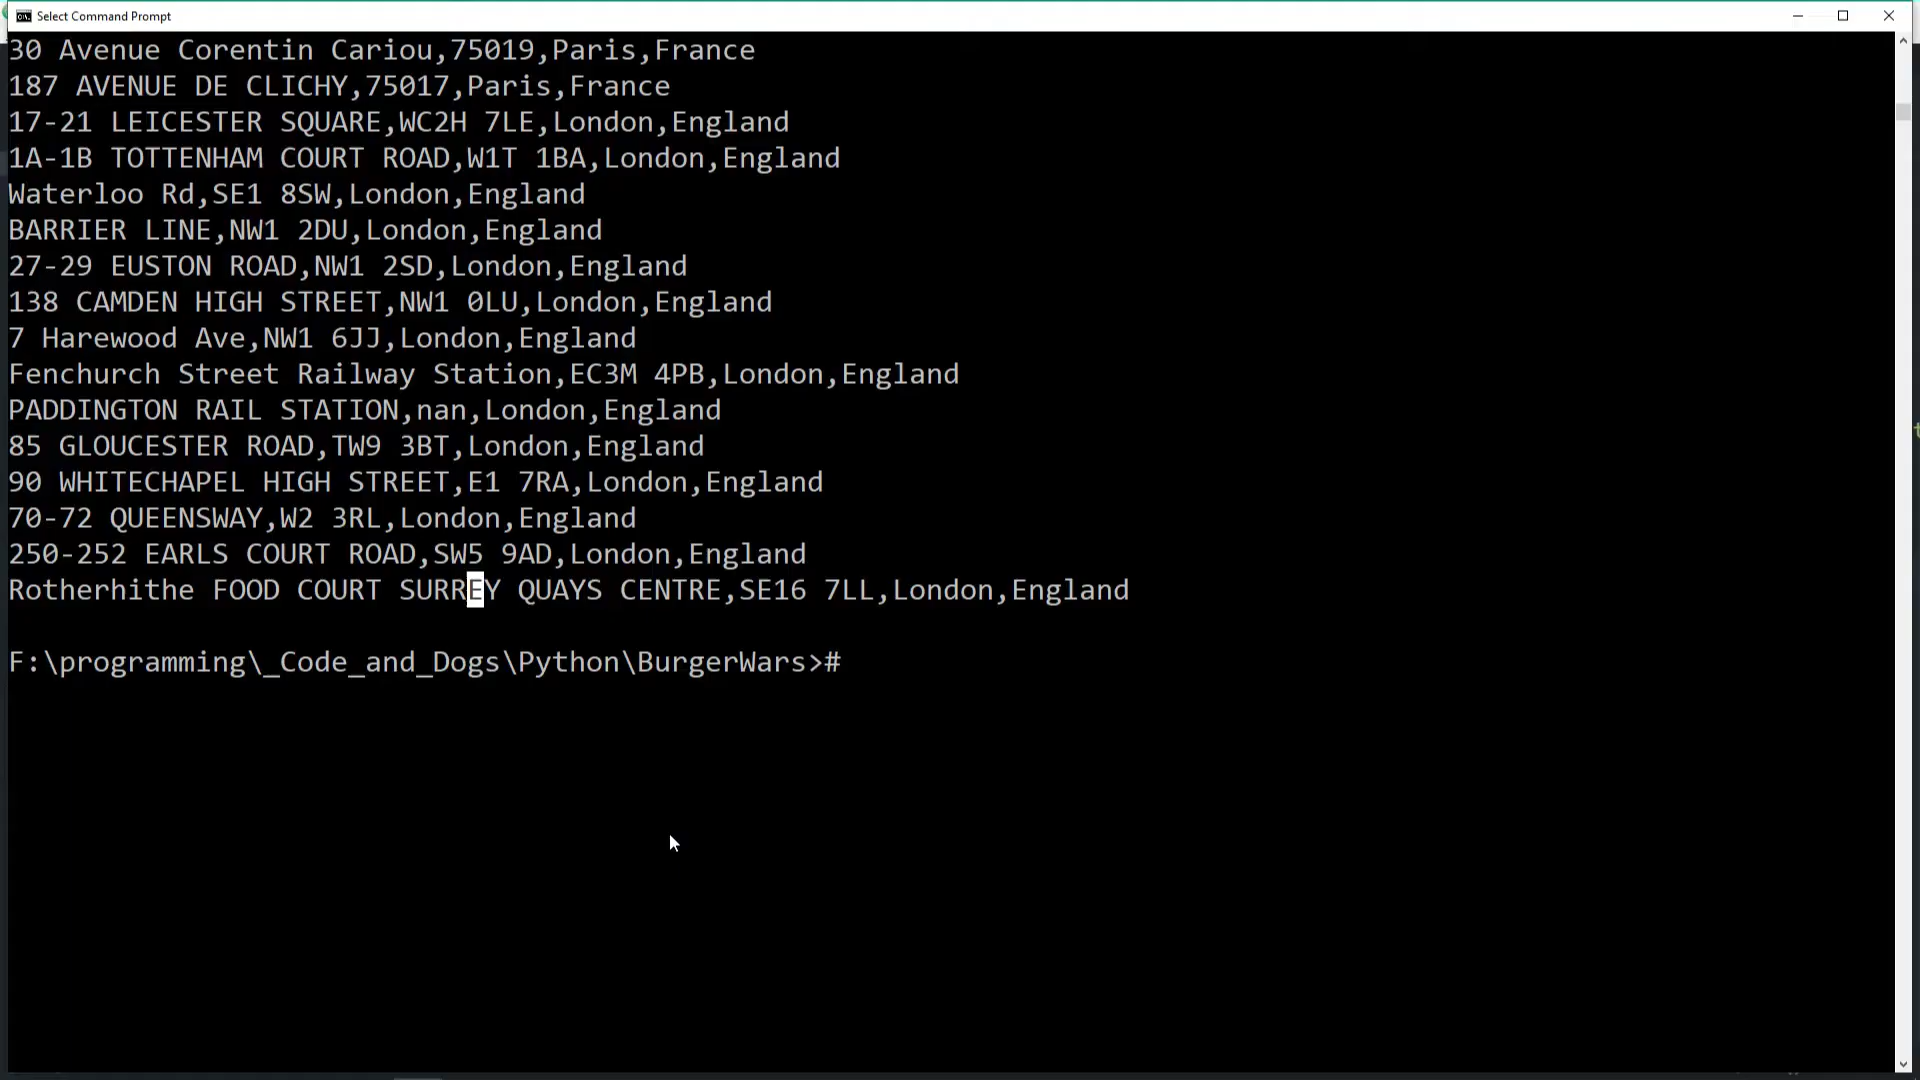 Select Command Prompt
30 Avenue Corentin Cariou,75019,Paris,France
187 AVENUE DE CLICHY,75017,Paris,France
17-21 LEICESTER SQUARE,WC2H 7LE,London,England
1A-1B TOTTENHAM COURT ROAD,W1T 1BA,London,England
Waterloo Rd,SE1 8SW,London,England
BARRIER LINE,NW1 2DU,London,England
27-29 EUSTON ROAD,NW1 2SD,London,England
138 CAMDEN HIGH STREET,NW1 0LU,London,England
7 Harewood Ave,NW1 6JJ,London,England
Fenchurch Street Railway Station,EC3M 4PB,London,England
PADDINGTON RAIL STATION,nan,London,England
85 GLOUCESTER ROAD,TW9 3BT,London,England
90 WHITECHAPEL HIGH STREET,E1 7RA,London,England
70-72 QUEENSWAY,W2 3RL,London,England
250-252 EARLS COURT ROAD,SW5 9AD,London,England
Rotherhithe FOOD COURT SURREY QUAYS CENTRE,SE16 7LL,London,England
F:\programming\_Code_and_Dogs\Python\BurgerWars>#